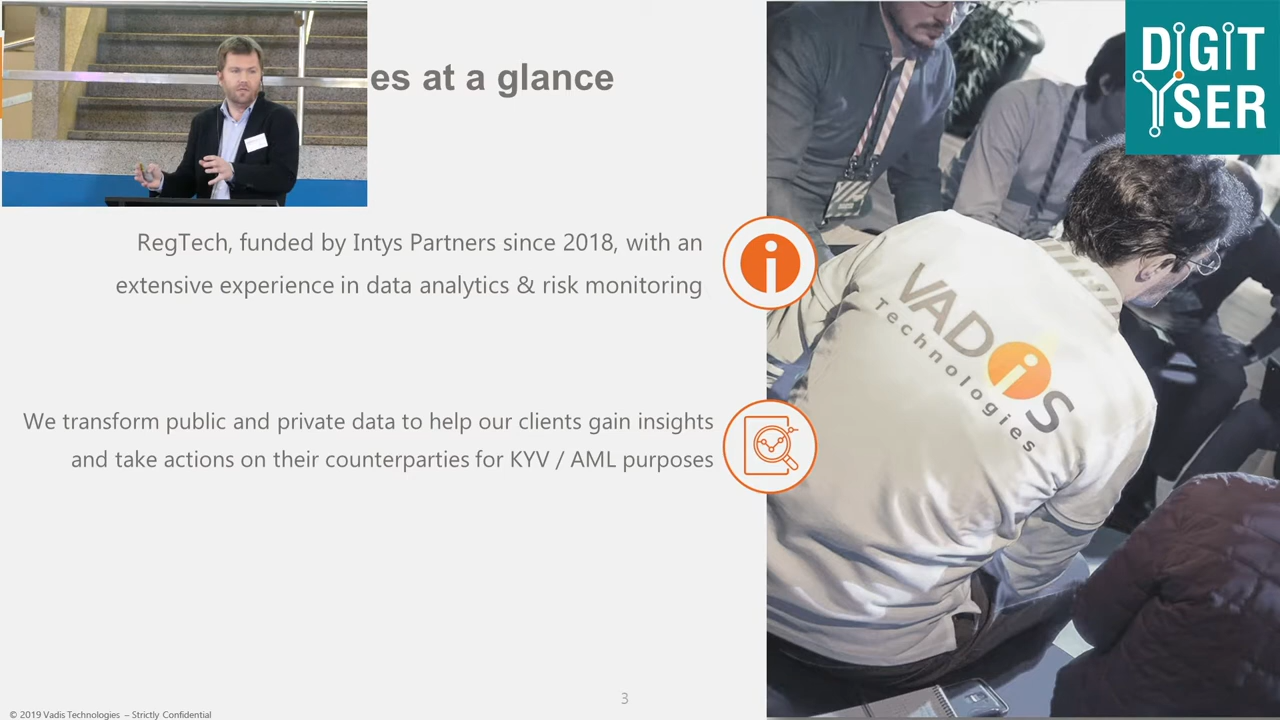 es at a glance
DIGIT
YSER
RegTech, funded by Intys Partners since 2018, with an
extensive experience in data analytics & risk monitoring
VADiS
Technologies
We transform public and private data to help our clients gain insights
and take actions on their counterparties for KYV / AML purposes
3
© 2019 Vadis Technologies – Strictly Confidential